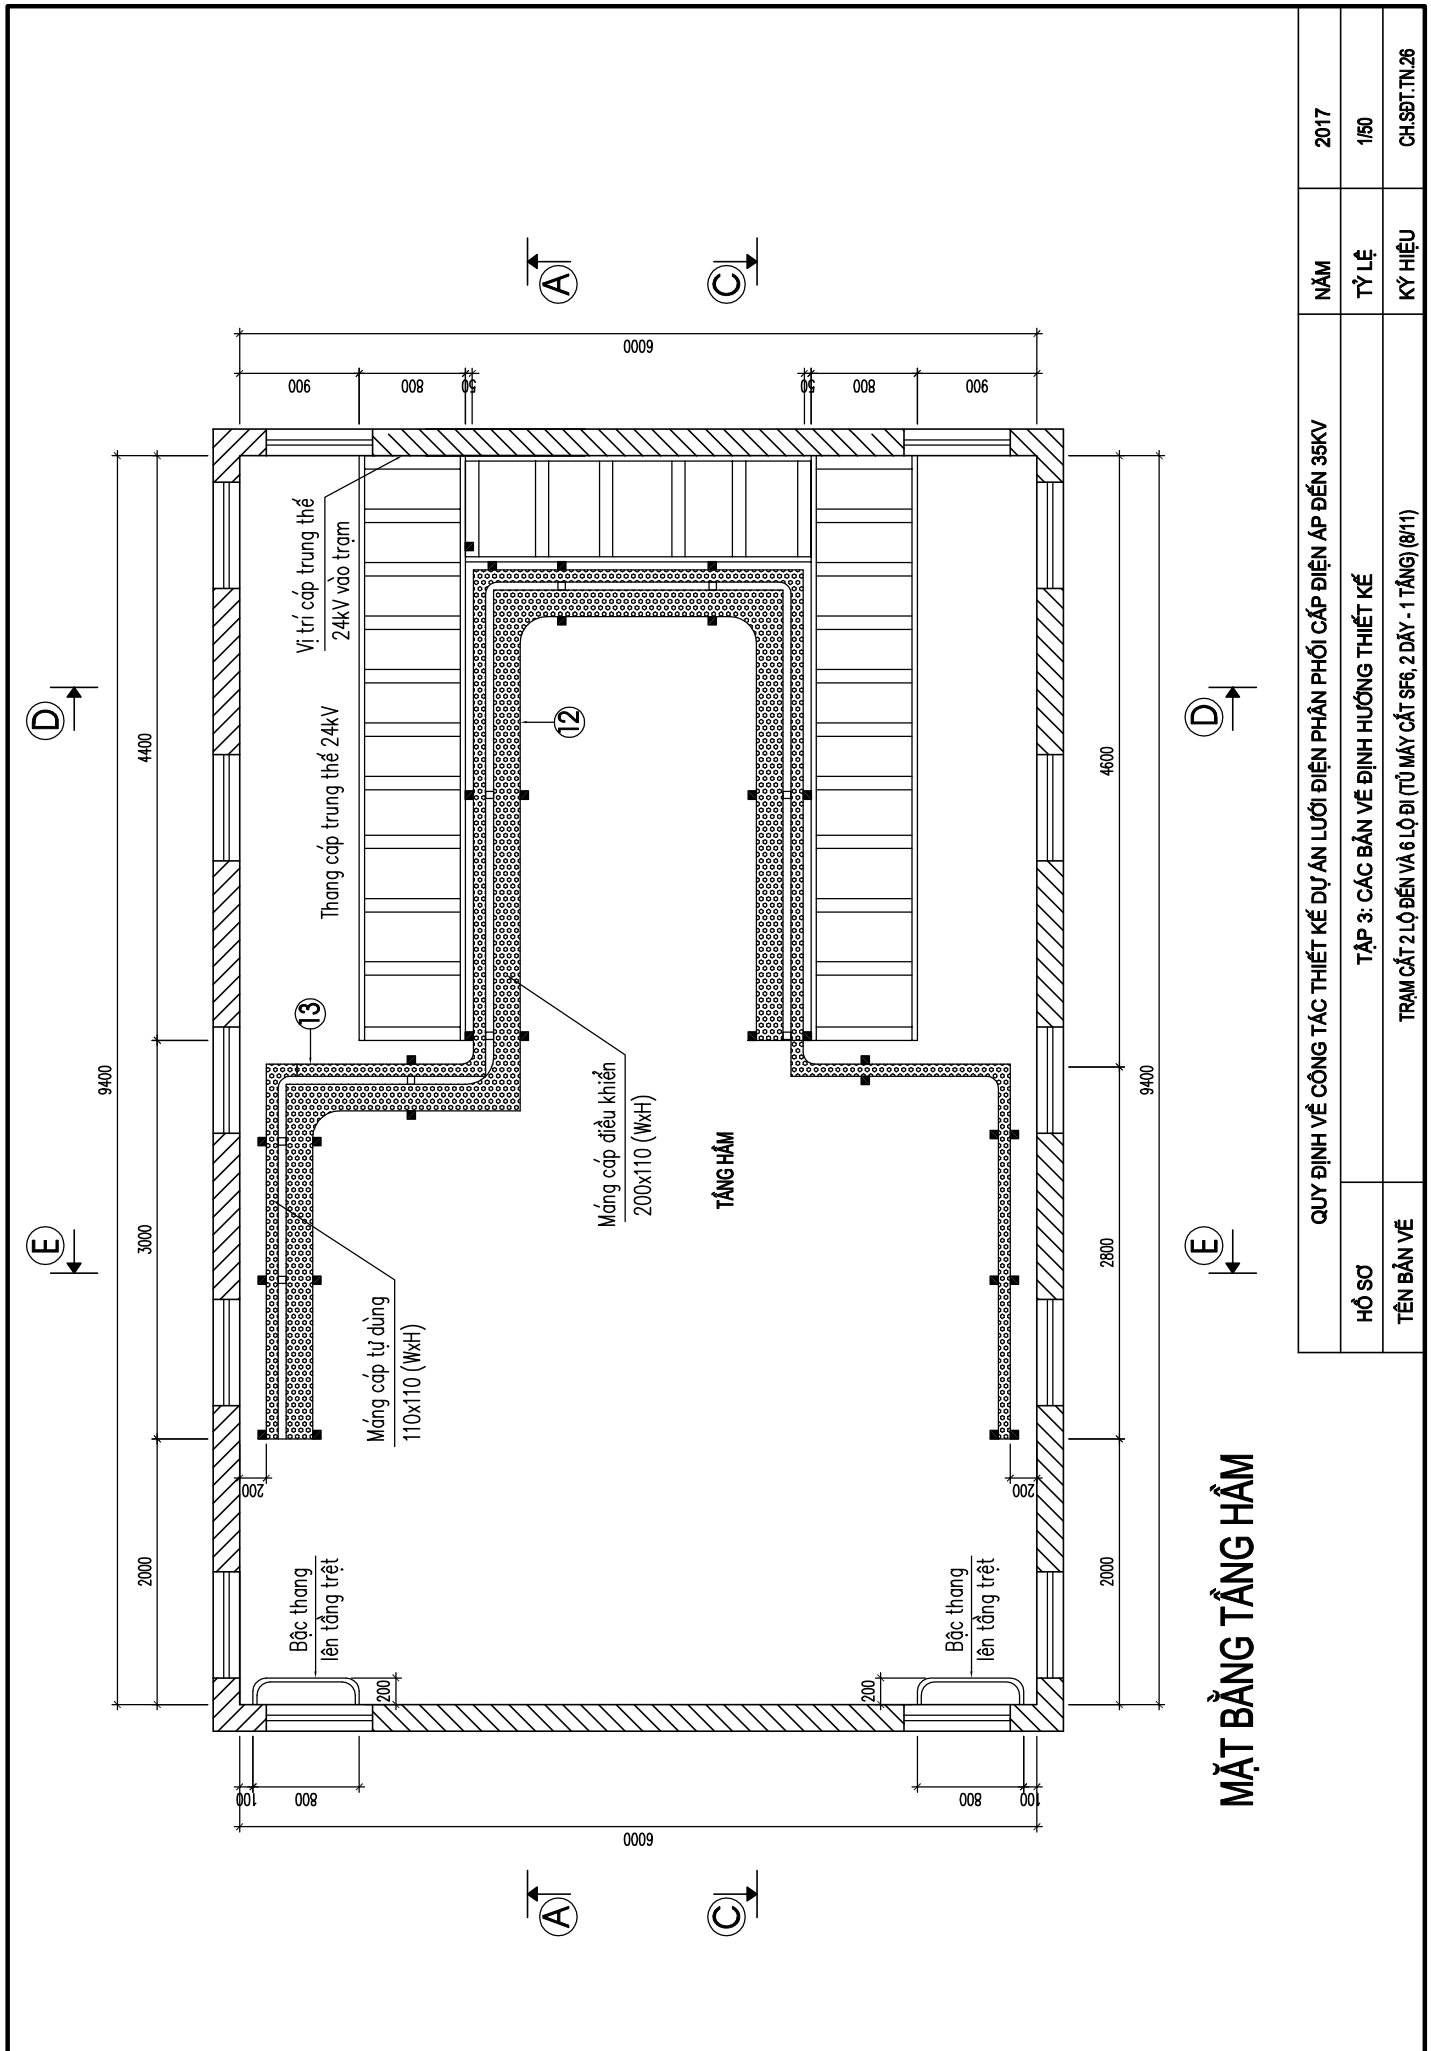 D
D
E
E
A
A
C
C
9400
2000
3000
4400
6000
900
800
50
50
800
900
6000
100
800
800
100
200
200
200
200
2000
2800
4600
9400
Vị trí cáp trung thế
24kV vào trạm
Thang cáp trung thế 24kV
12
13
Máng cáp điều khiển
200x110 (WxH)
Máng cáp tự dùng
110x110 (WxH)
TẦNG HẦM
Bậc thang
lên tầng trệt
Bậc thang
lên tầng trệt
MẶT BẰNG TẦNG HẦM
QUY ĐỊNH VỀ CÔNG TÁC THIẾT KẾ DỰ ÁN LƯỚI ĐIỆN PHÂN PHỐI CẤP ĐIỆN ÁP ĐẾN 35KV
NĂM
2017
HỒ SƠ
TẬP 3: CÁC BẢN VẼ ĐỊNH HƯỚNG THIẾT KẾ
TỶ LỆ
1/50
TÊN BẢN VẼ
TRẠM CẮT 2 LỘ ĐẾN VÀ 6 LỘ ĐI (TỦ MÁY CẮT SF6, 2 DÃY - 1 TẦNG) (8/11)
KÝ HIỆU
CH.SĐT.TN.26